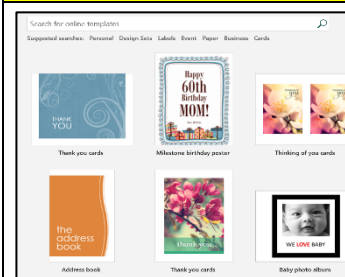 Search for online templates
Suggested searches: Personal Design Sets Labels Event Paper Business Cards
THANK
YOU
Happy
60th
Birthday
MOM!
Thank you cards
Milestone birthday poster
Thinking of you cards
the
address
book
thank you
WE LOVE BABY
Address book
Thank you cards
Baby photo album